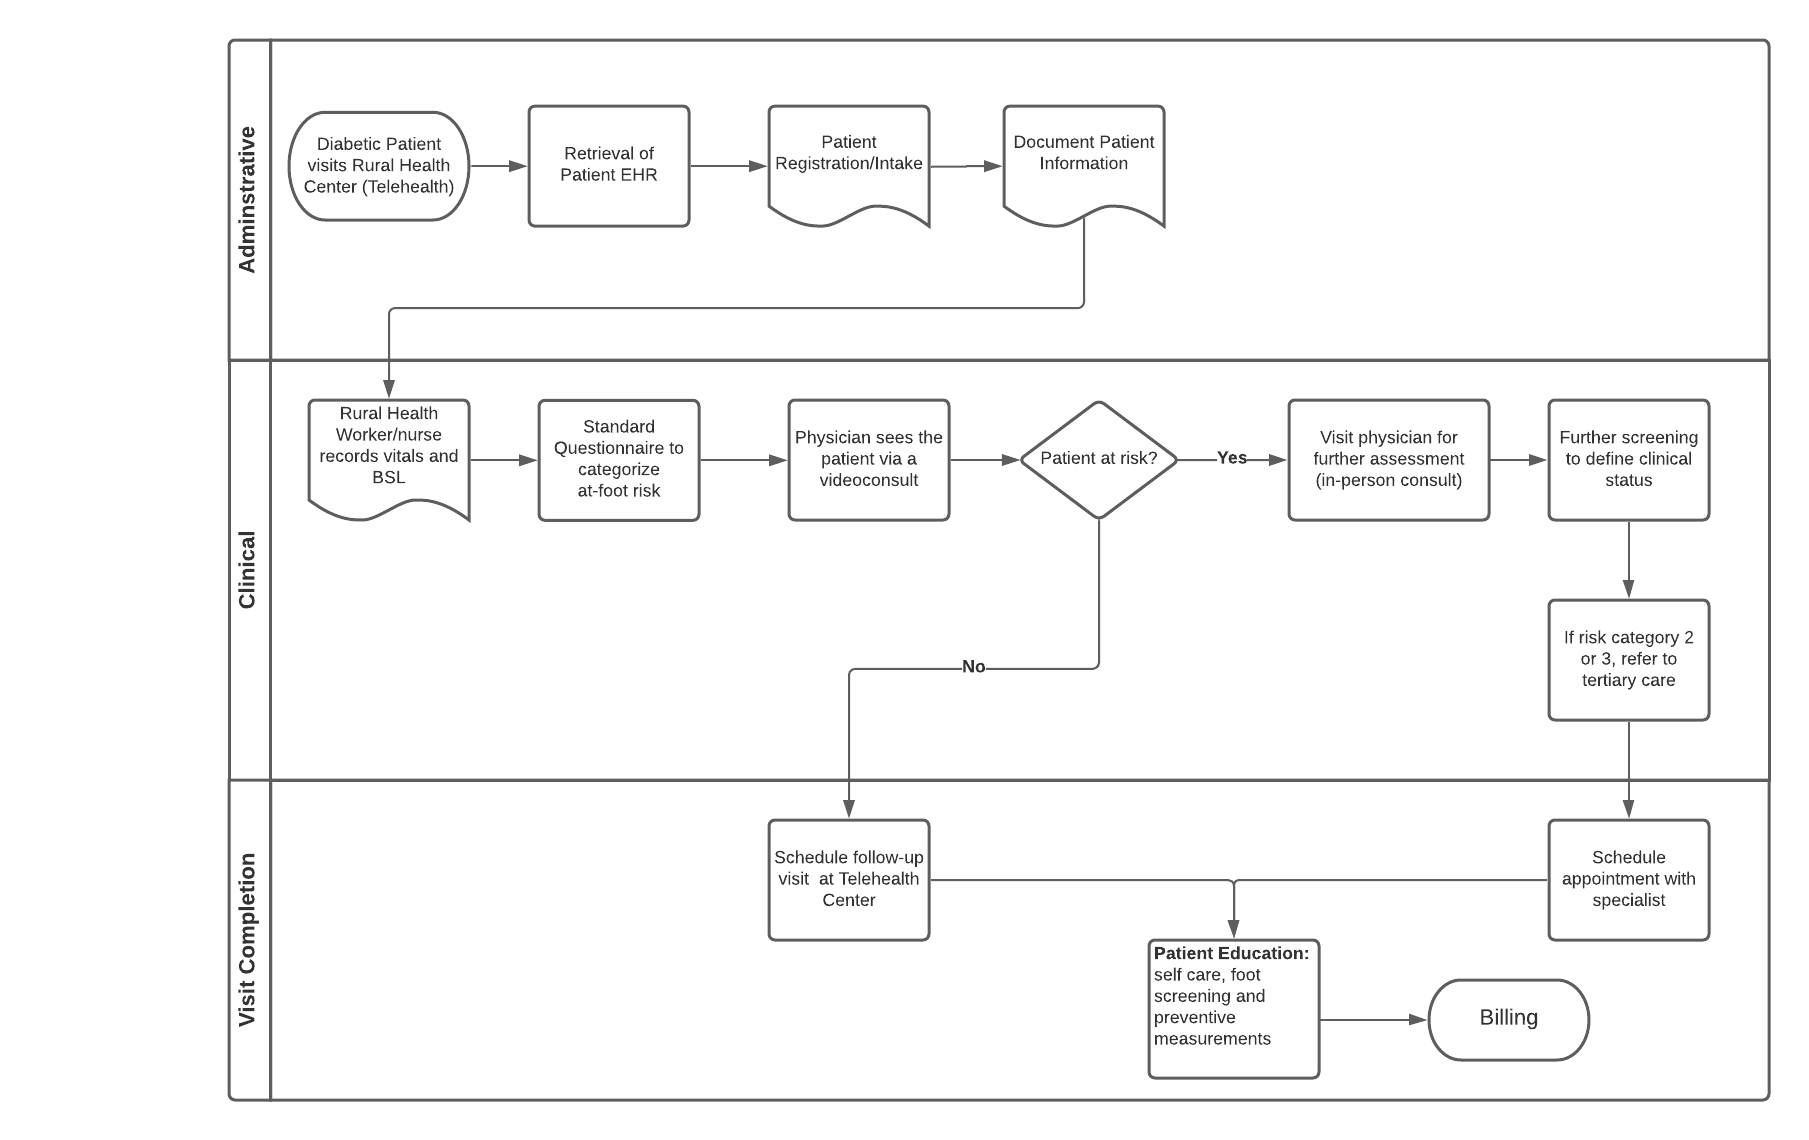 Adminstrative
Diabetic Patient
visits Rural Health
Center (Telehealth)
Retrieval of
Patient EHR
Patient
Registration/Intake
Document Patient
Information
Clinical
Rural Health
Worker/nurse
records vitals and
BSL
Standard
Questionnaire to
categorize
at-foot risk
Physician sees the
patient via a
videoconsult
Patient at risk?
Yes
Visit physician for
further assessment
(in-person consult)
Further screening
to define clinical
status
If risk category 2
or 3, refer to
tertiary care
No
Visit Completion
Schedule follow-up
visit  at Telehealth
Center
Schedule
appointment with
specialist
Patient Education:
self care, foot
screening and
preventive
measurements
Billing